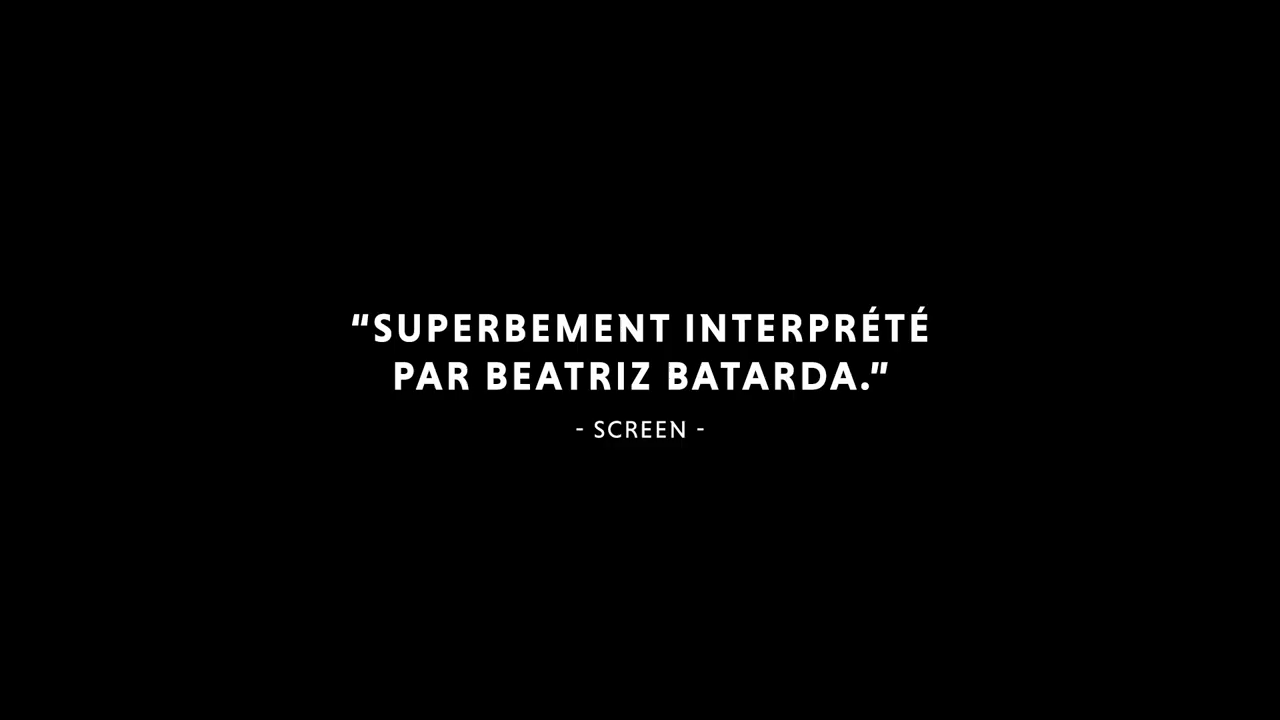 “SUPERBEMENT INTERPRÉTÉ
PAR BEATRIZ BATARDA.”
- SCREEN -